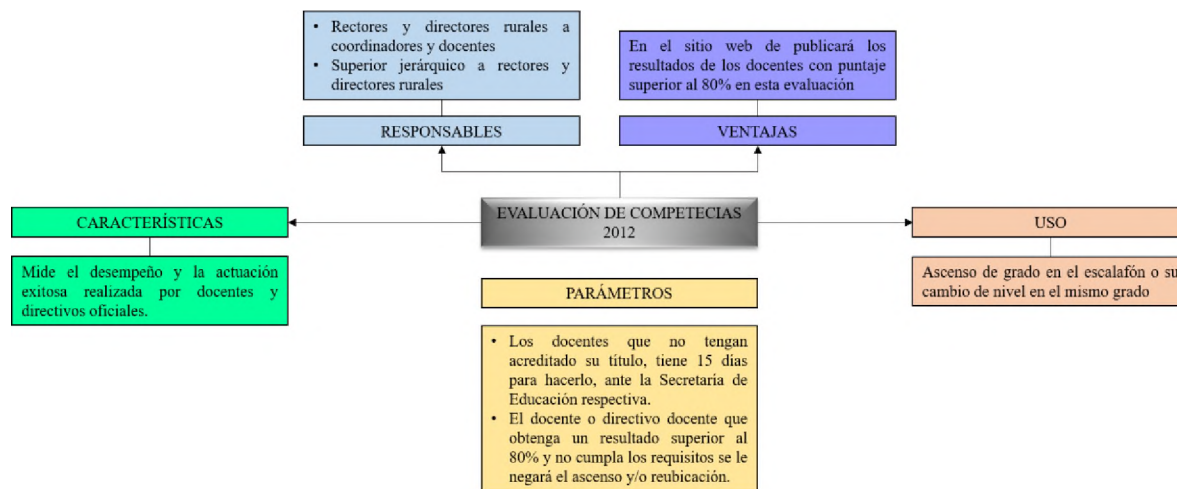 • Rectores y directores rurales a
coordinadores y docentes
• Superior jerárquico a rectores y
directores rurales
RESPONSABLES
En el sitio web de publicará los
resultados de los docentes con puntaje
superior al 80% en esta evaluación
VENTAJAS
CARACTERÍSTICAS
Mide el desempeño y la actuación
exitosa realizada por docentes y
directivos oficiales.
EVALUACIÓN DE COMPETECIAS
2012
USO
Ascenso de grado en el escalafón o su
cambio de nivel en el mismo grado
PARÁMETROS
• Los docentes que no tengan
acreditado su título, tiene 15 días
para hacerlo, ante la Secretaría de
Educación respectiva.
• El docente o directivo docente que
obtenga un resultado superior al
80% y no cumpla los requisitos se le
negará el ascenso y/o reubicación.